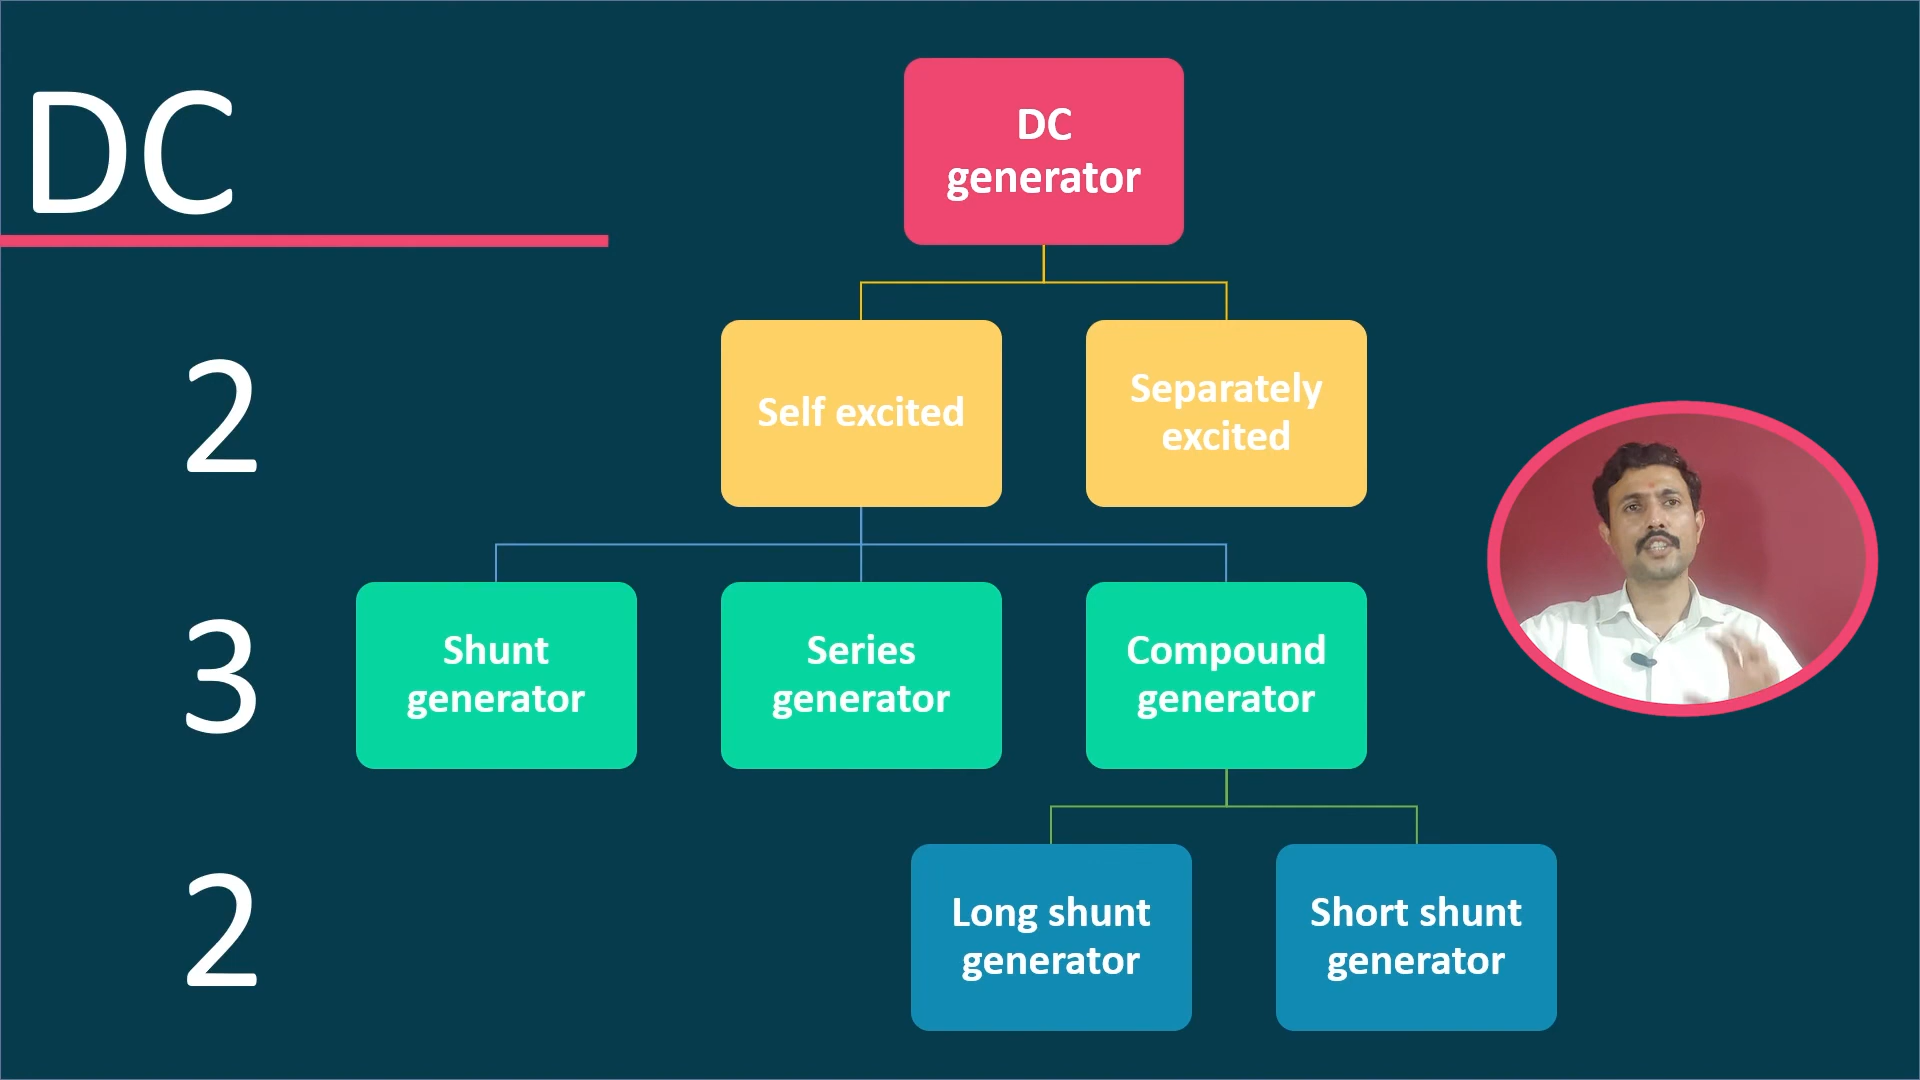 DC
DC
generator
2
Self excited
Separately
excited
3
Shunt
generator
Series
generator
Compound
generator
2
Long shunt
generator
Short shunt
generator